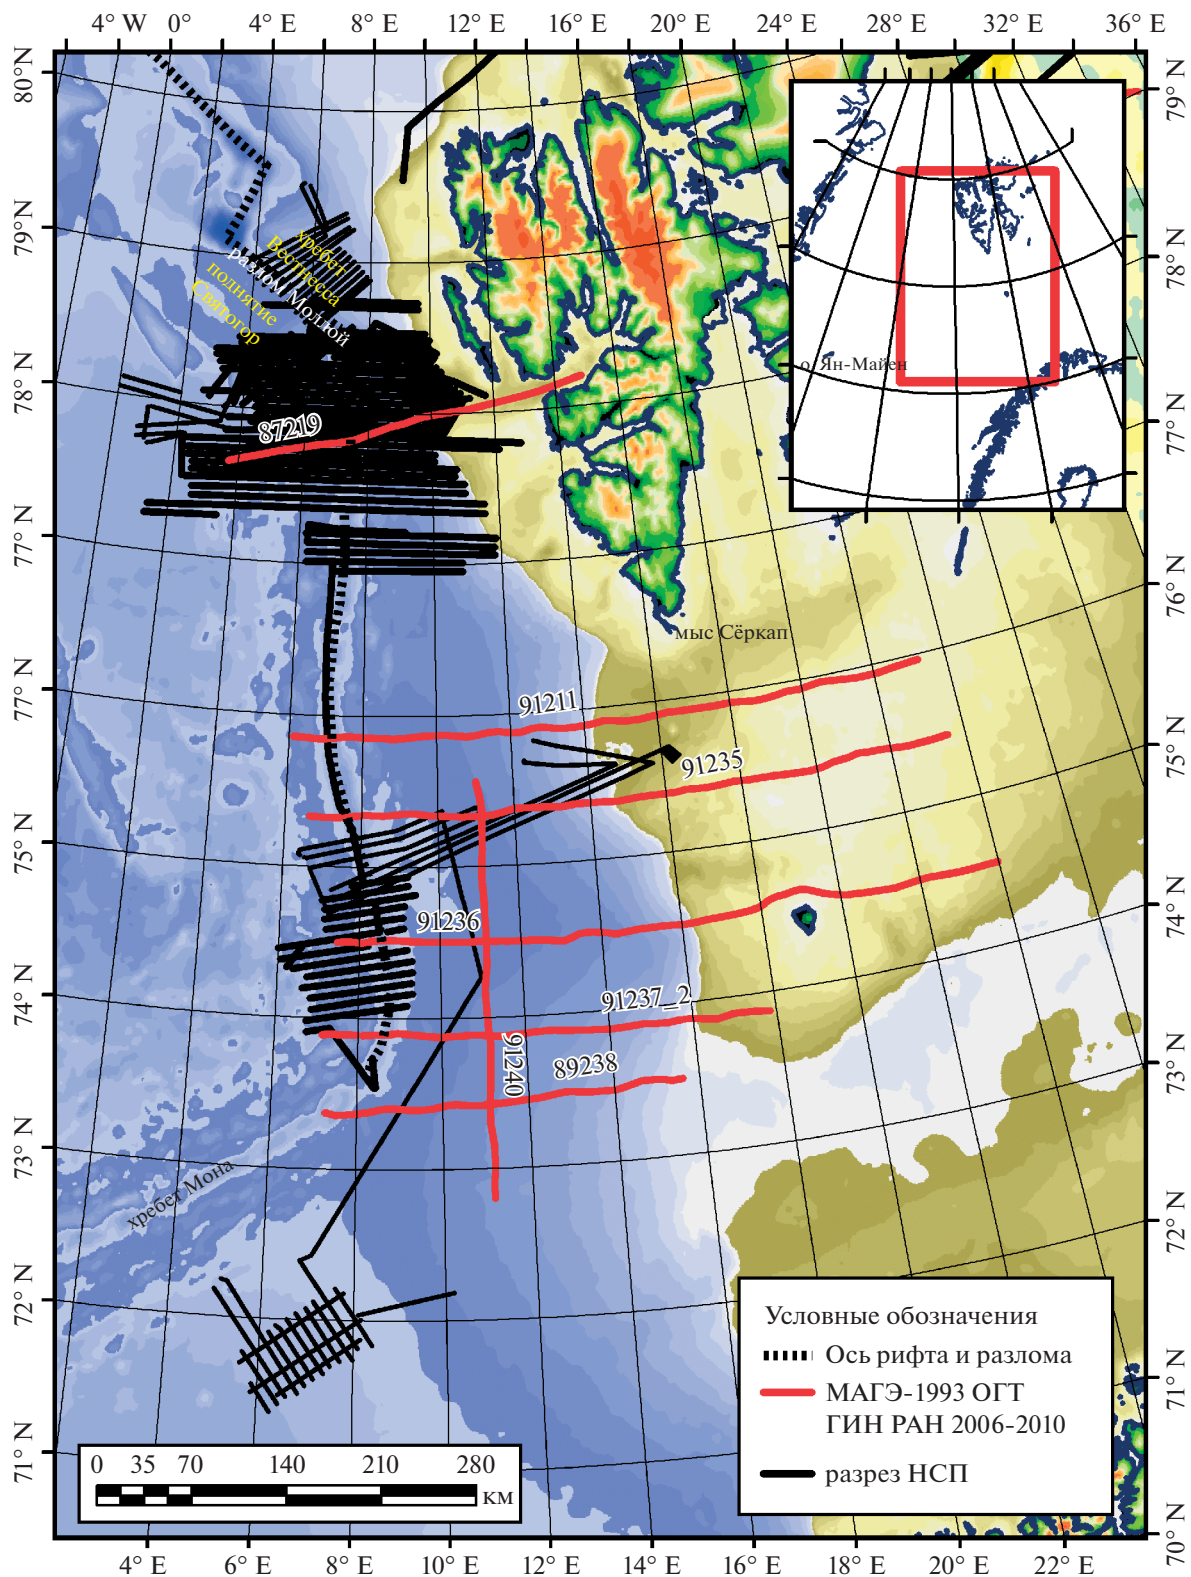 4° W 0° 4° E 8° E 12° E 16° E 20° E 24° E 28° E 32° E 36° E
80° N
79° N
78° N
77° N
77° N
75° N
74° N
73° N
72° N
71° N
79° N
78° N
77° N
76° N
75° N
74° N
73° N
72° N
71° N
70° N
хребет
Вестнесса
разлом Моллой
поднятие
Святогор
о. Ян-Майен
87219
мыс Сёркап
91211
91235
91236
91237_2
91240
89238
хребет Мона
Условные обозначения
Ось рифта и разлома
МАГЭ-1993 ОГТ
ГИН РАН 2006-2010
разрез НСП
0 35 70 140 210 280
км
4° E 6° E 8° E 10° E 12° E 14° E 16° E 18° E 20° E 22° E